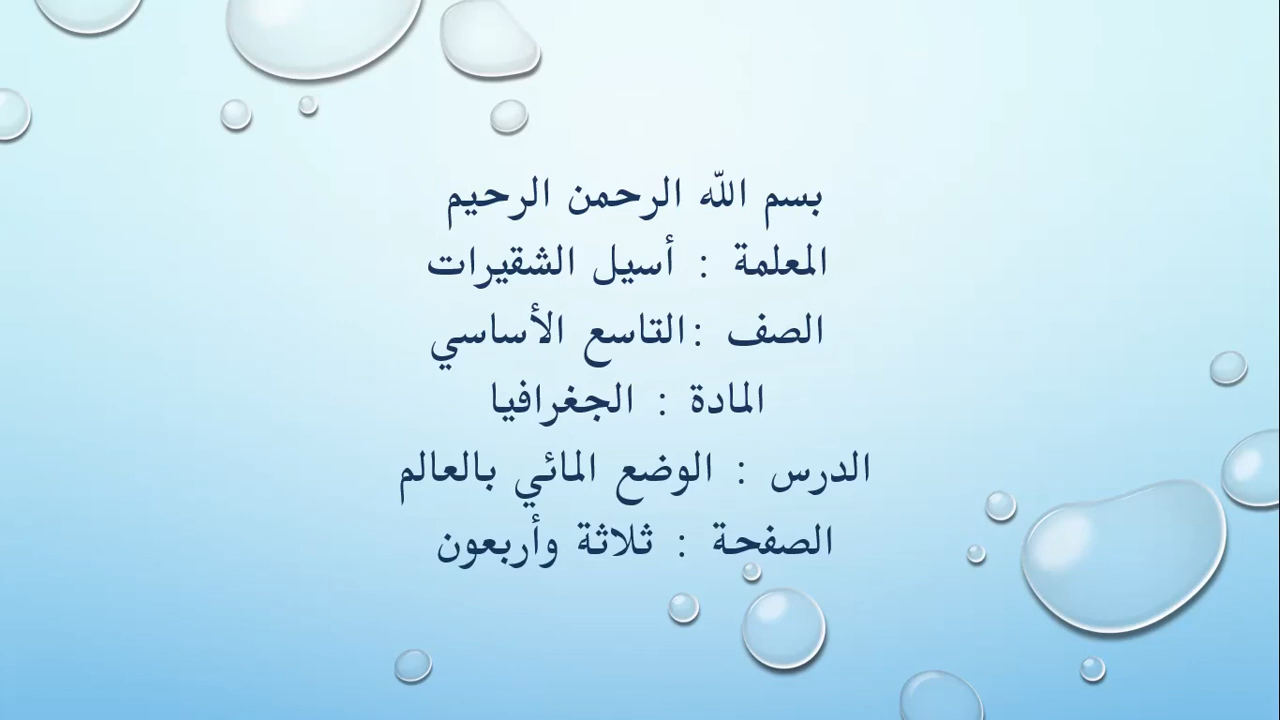 بسم الله الرحمن الرحيم
المعلمة : أسيل الشقيرات
الصف :التاسع الأساسي
المادة : الجغرافيا
الدرس : الوضع المائي بالعالم
الصفحة : ثلاثة وأربعون